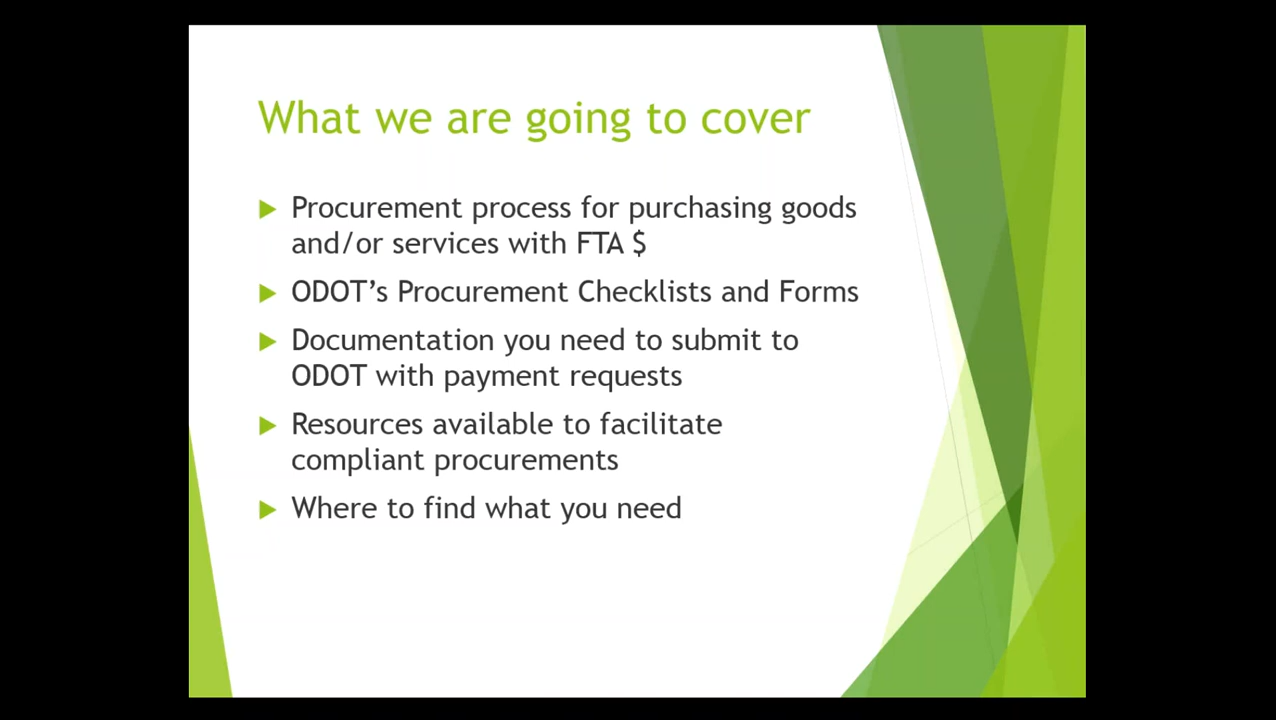 What we are going to cover
Procurement process for purchasing goods
and/or services with FTA $
ODOT’s Procurement Checklists and Forms
Documentation you need to submit to
ODOT with payment requests
Resources available to facilitate
compliant procurements
Where to find what you need